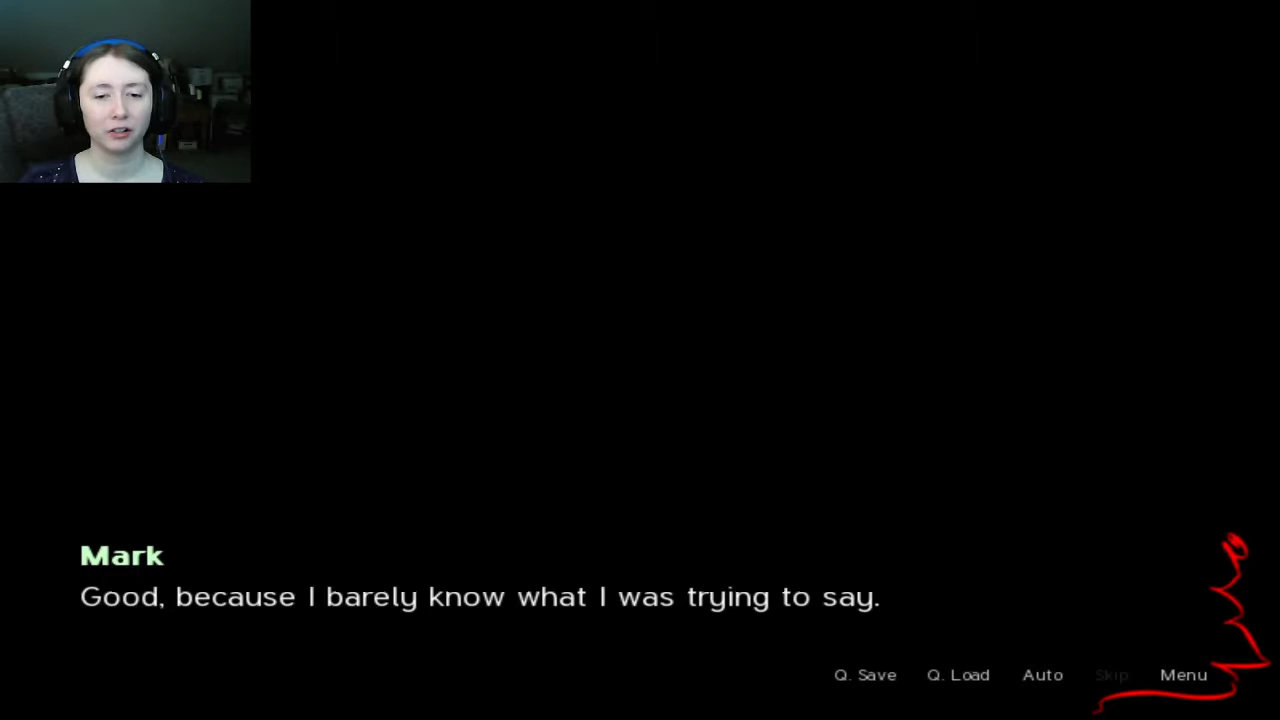 Mark
Good, because I barely know what I was trying to say.
Q. Save Q. Load Auto Skip Menu